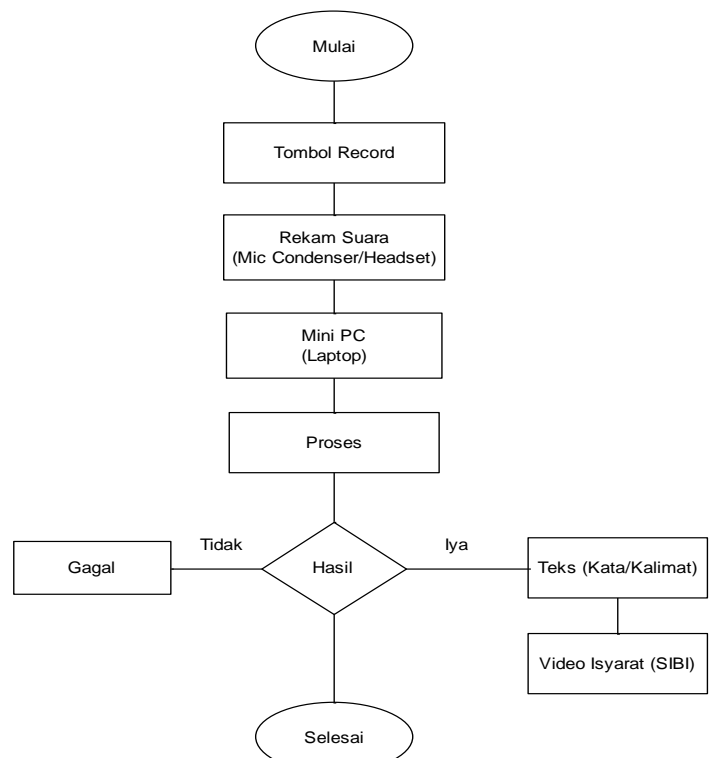 Mulai
Tombol Record
Rekam Suara
(Mic Condenser/Headset)
Mini PC
(Laptop)
Proses
Tidak
Iya
Gagal
Hasil
Teks (Kata/Kalimat)
Video Isyarat (SIBI)
Selesai